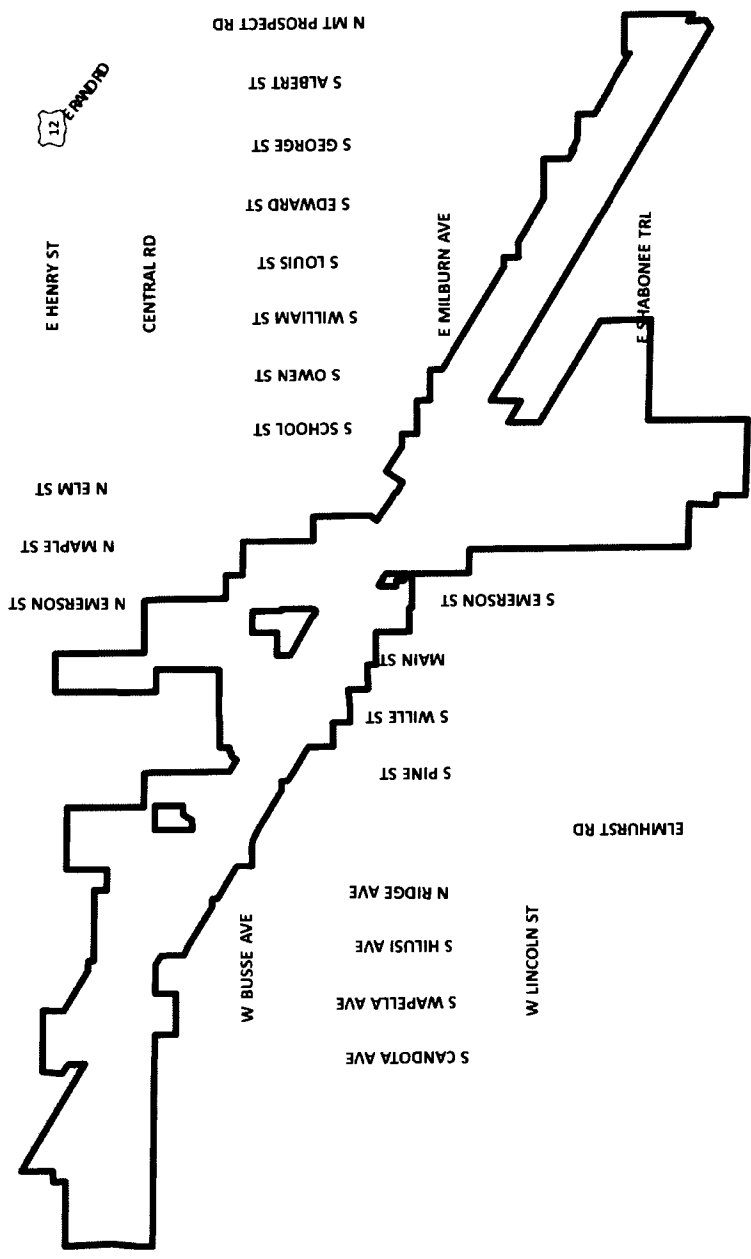 N MT PROSPECT RD
S ALBERT ST
12
E RAND RD
S GEORGE ST
S EDWARD ST
E HENRY ST
CENTRAL RD
S LOUIS ST
E MILBURN AVE
E SHABONEE TRL
S WILLIAM ST
S OWEN ST
S SCHOOL ST
N ELM ST
N MAPLE ST
N EMERSON ST
S EMERSON ST
MAIN ST
S WILLE ST
S PINE ST
ELMHURST RD
N RIDGE AVE
W BUSSE AVE
W LINCOLN ST
S HILUSI AVE
S WAPELLA AVE
S CANDOTA AVE